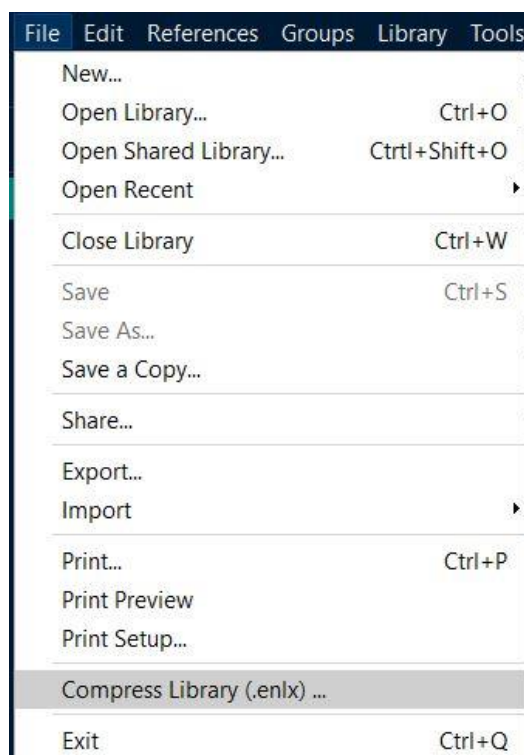 File Edit References Groups Library Tools
New...
Open Library... Ctrl+O
Open Shared Library... Ctrtl+Shift+O
Open Recent
Close Library Ctrl+W
Save Ctrl+S
Save As...
Save a Copy...
Share...
Export...
Import
Print... Ctrl+P
Print Preview
Print Setup...
Compress Library (.enlx) ...
Exit Ctrl+Q